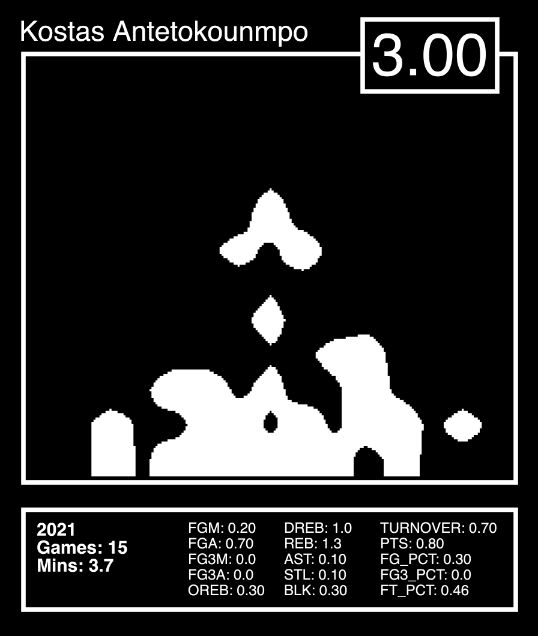 Kostas Antetokounmpo
3.00
2021
Games: 15
Mins: 3.7
FGM: 0.20
FGA: 0.70
FG3M: 0.0
FG3A: 0.0
OREB: 0.30
DREB: 1.0
REB: 1.3
AST: 0.10
STL: 0.10
BLK: 0.30
TURNOVER: 0.70
PTS: 0.80
FG_PCT: 0.30
FG3_PCT: 0.0
FT_PCT: 0.46